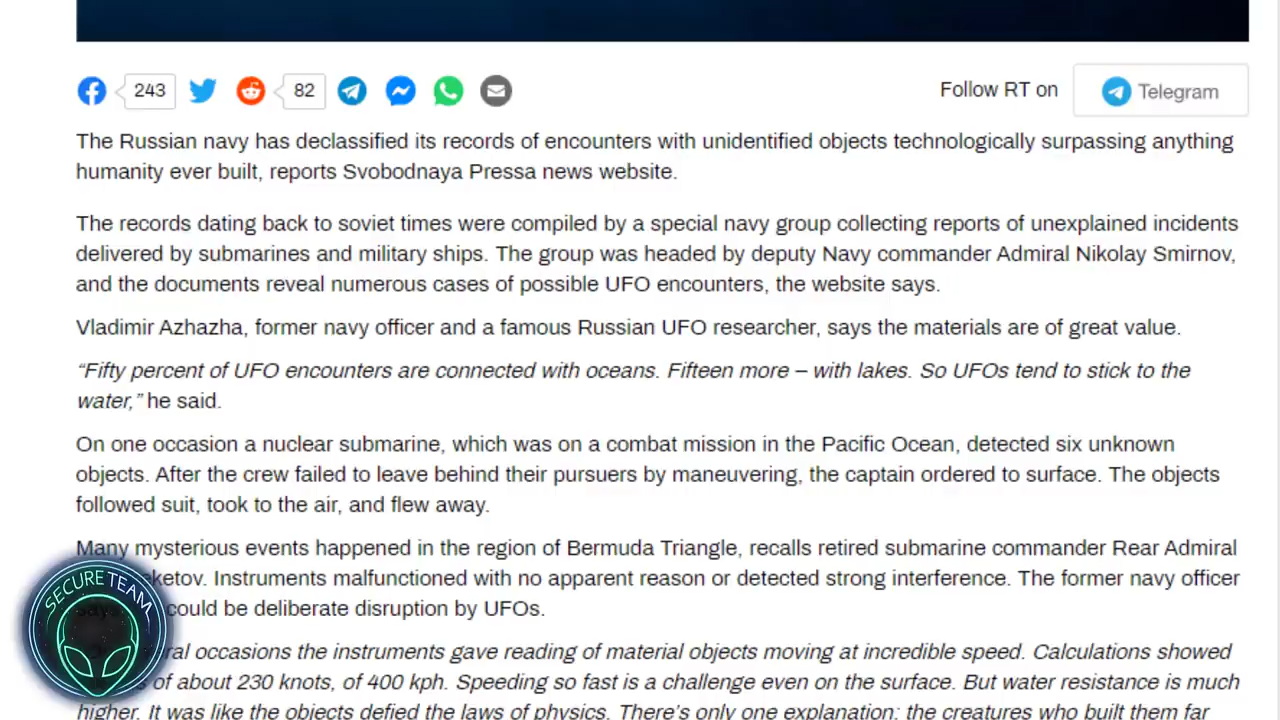 243
82
Follow RT on
Telegram
The Russian navy has declassified its records of encounters with unidentified objects technologically surpassing anything
humanity ever built, reports Svobodnaya Pressa news website.
The records dating back to soviet times were compiled by a special navy group collecting reports of unexplained incidents
delivered by submarines and military ships. The group was headed by deputy Navy commander Admiral Nikolay Smirnov,
and the documents reveal numerous cases of possible UFO encounters, the website says.
Vladimir Azhazha, former navy officer and a famous Russian UFO researcher, says the materials are of great value.
“Fifty percent of UFO encounters are connected with oceans. Fifteen more – with lakes. So UFOs tend to stick to the
water,” he said.
On one occasion a nuclear submarine, which was on a combat mission in the Pacific Ocean, detected six unknown
objects. After the crew failed to leave behind their pursuers by maneuvering, the captain ordered to surface. The objects
followed suit, took to the air, and flew away.
Many mysterious events happened in the region of Bermuda Triangle, recalls retired submarine commander Rear Admiral
ketov. Instruments malfunctioned with no apparent reason or detected strong interference. The former navy officer
could be deliberate disruption by UFOs.
occasions the instruments gave reading of material objects moving at incredible speed. Calculations showed
of about 230 knots, of 400 kph. Speeding so fast is a challenge even on the surface. But water resistance is much
higher. It was like the objects defied the laws of physics. There’s only one explanation: the creatures who built them far
SECURETEAM